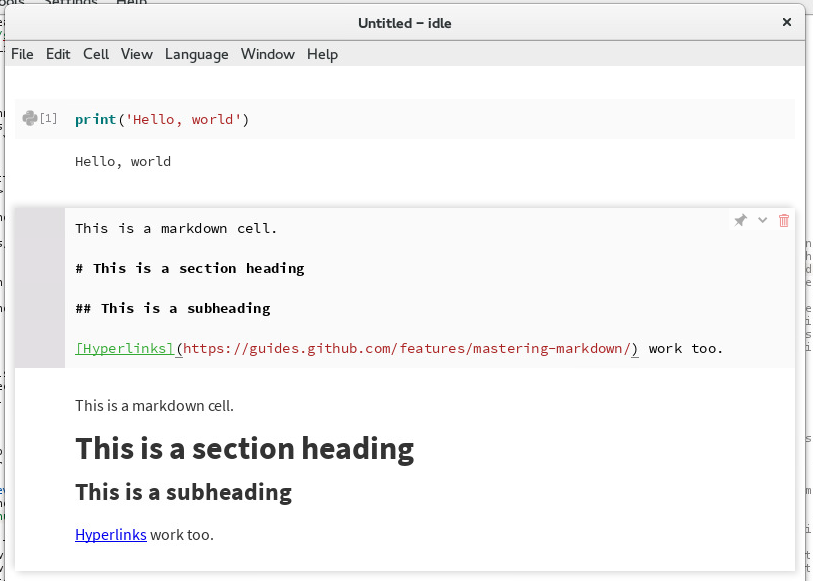 Settings Help
Untitled – idle
File Edit Cell View Language Window Help
[1] print('Hello, world')
Hello, world
This is a markdown cell.
# This is a section heading
## This is a subheading
[Hyperlinks](https://guides.github.com/features/mastering-markdown/) work too.
This is a markdown cell.
This is a section heading
This is a subheading
Hyperlinks work too.